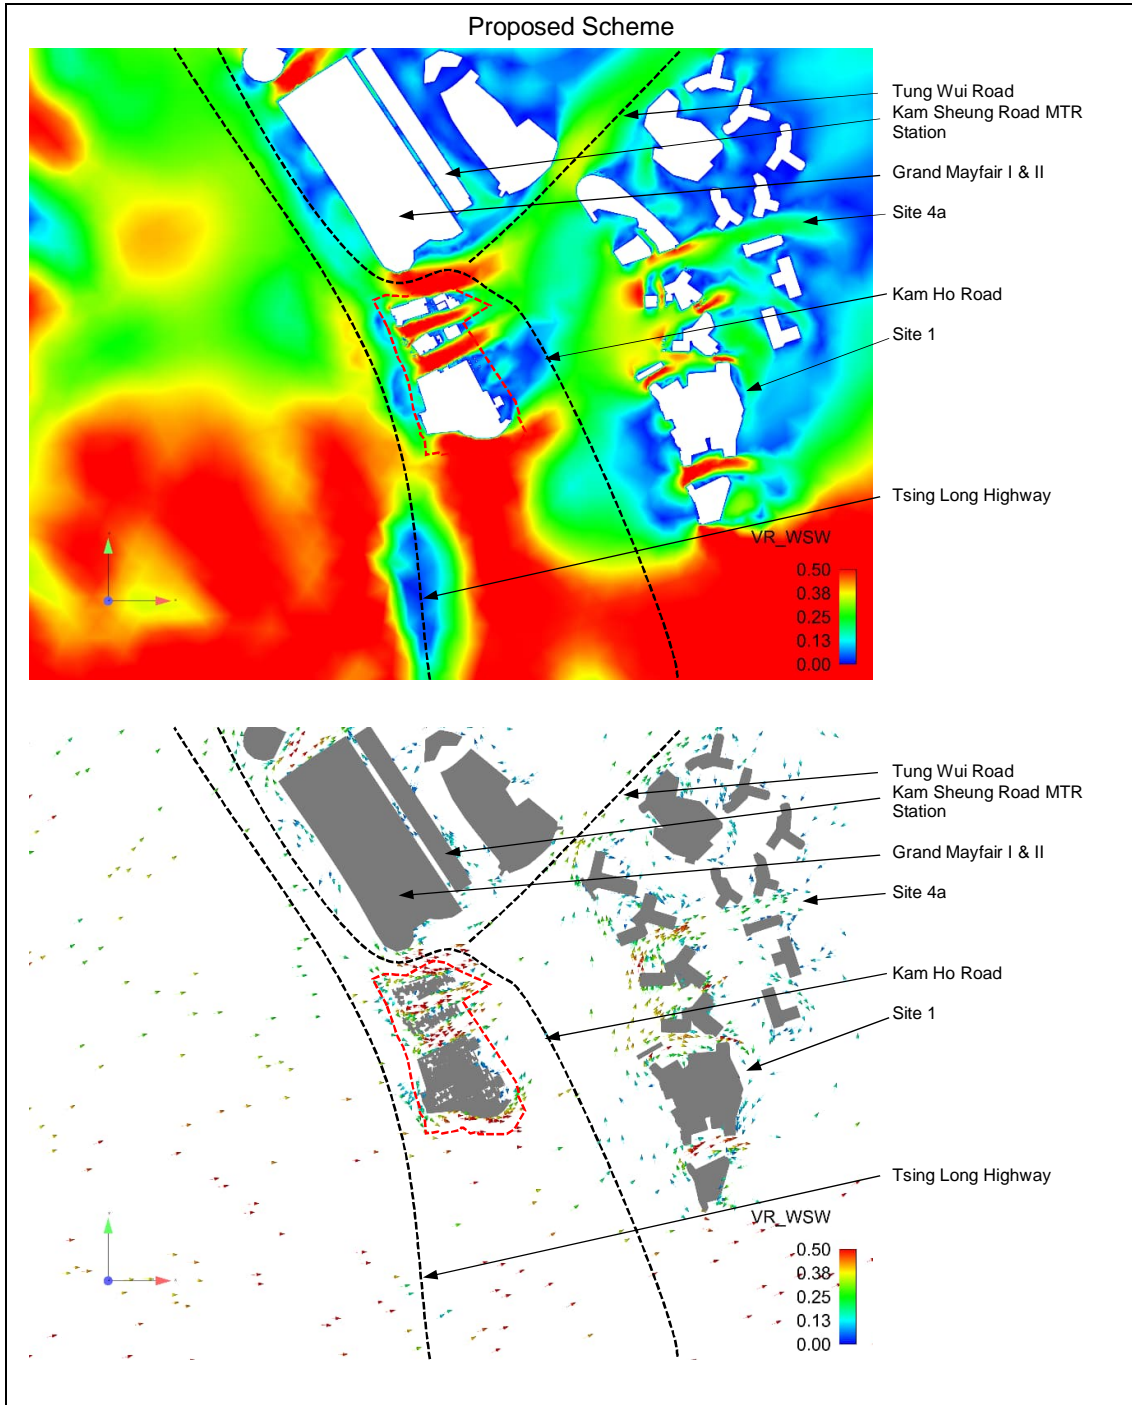 Proposed Scheme
Tung Wui Road
Kam Sheung Road MTR
Station
Grand Mayfair I & II
Site 4a
Kam Ho Road
Site 1
Tsing Long Highway
VR_WSW
0.50
0.38
0.25
0.13
0.00
Tung Wui Road
Kam Sheung Road MTR
Station
Grand Mayfair I & II
Site 4a
Kam Ho Road
Site 1
Tsing Long Highway
VR_WSW
0.50
0.38
0.25
0.13
0.00